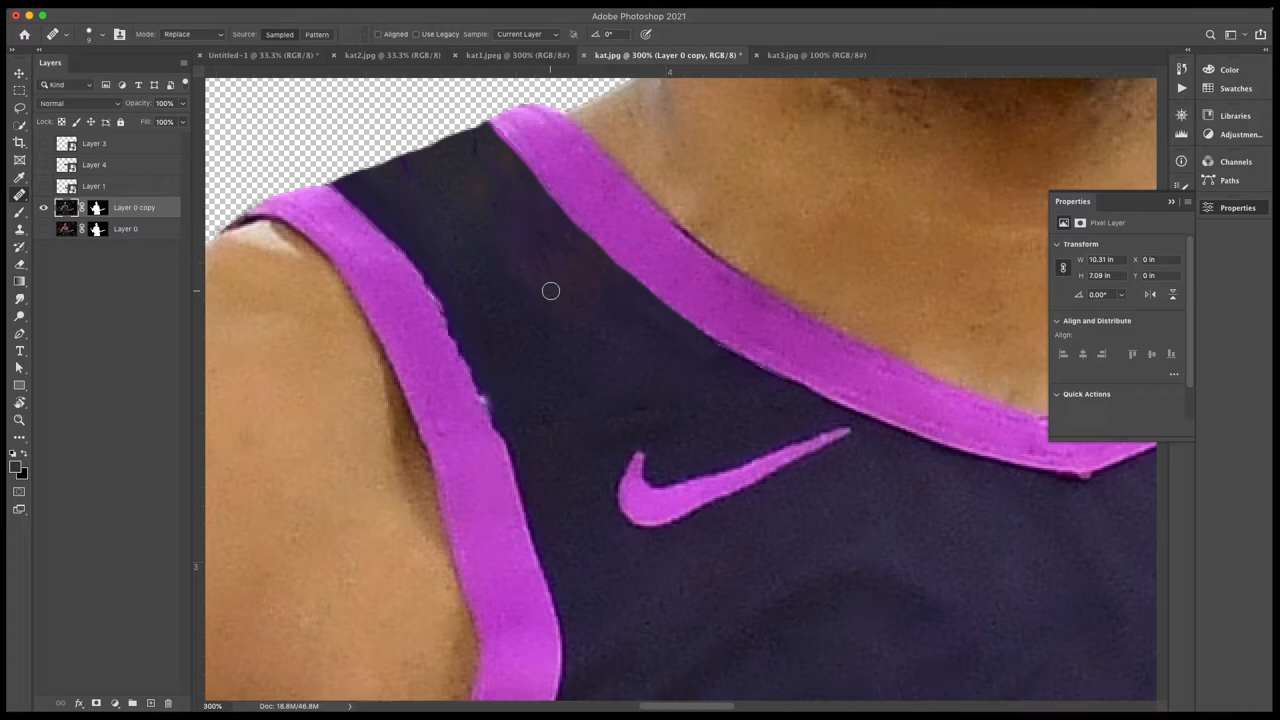 Adobe Photoshop 2021
9 Mode: Replace Source: Sampled Pattern Aligned Use Legacy Sample: Current Layer 0°
Untitled-1 @ 33.3% (RGB/8) * kat2.jpg @ 33.3% (RGB/8) kat1.jpeg @ 300% (RGB/8#) kat.jpg @ 300% (Layer 0 copy, RGB/8) * kat3.jpg @ 100% (RGB/8#)
Layers
Kind
Normal Opacity: 100%
Lock: Fill: 100%
Layer 3
Layer 4
Layer 1
Layer 0 copy
Layer 0
4
3
Color
Swatches
Libraries
Adjustmen...
Channels
Paths
Properties
Properties
Pixel Layer
Transform
W 10.31 in X 0 in
H 7.09 in Y 0 in
0.00°
Align and Distribute
Align:
Quick Actions
300% Doc: 18.8M/46.8M